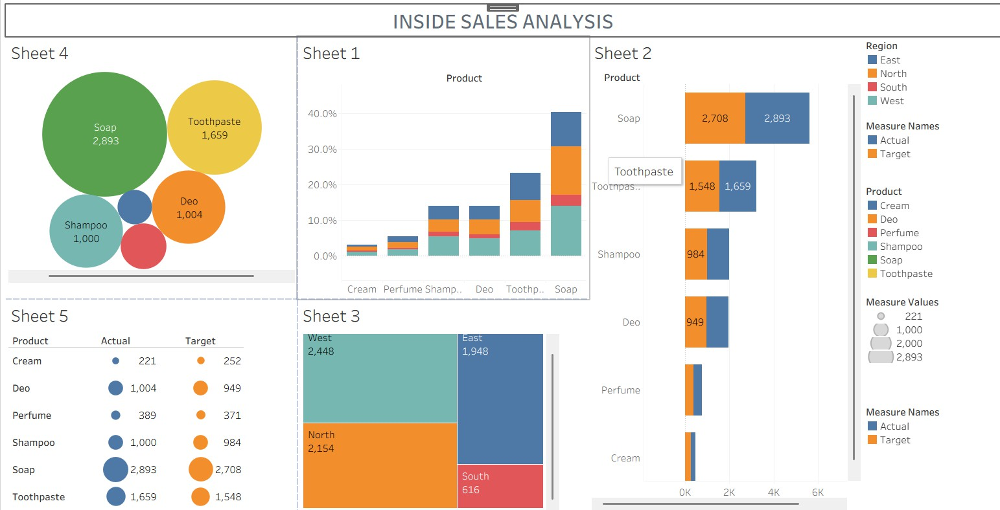 INSIDE SALES ANALYSIS
Sheet 4
Soap
2,893
Toothpaste
1,659
Deo
1,004
Shampoo
1,000
Sheet 1
Product
40.0%
30.0%
20.0%
10.0%
0.0%
Cream Perfume Shamp.. Deo Toothp.. Soap
Sheet 2
Product
Soap 2,708 2,893
Toothpaste
Toothpas.. 1,548 1,659
Shampoo 984
Deo 949
Perfume
Cream
0K 2K 4K 6K
Region
East
North
South
West
Measure Names
Actual
Target
Product
Cream
Deo
Perfume
Shampoo
Soap
Toothpaste
Measure Values
221
1,000
2,000
2,893
Measure Names
Actual
Target
Sheet 5
Product Actual Target
Cream 221 252
Deo 1,004 949
Perfume 389 371
Shampoo 1,000 984
Soap 2,893 2,708
Toothpaste 1,659 1,548
Sheet 3
West
2,448
East
1,948
North
2,154
South
616